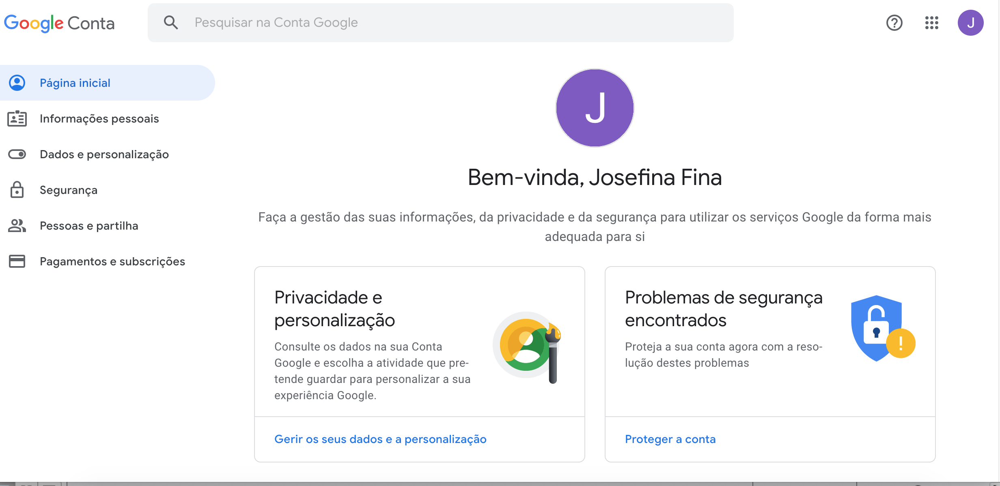 Google Conta
Pesquisar na Conta Google
J
Página inicial
Informações pessoais
Dados e personalização
Segurança
Pessoas e partilha
Pagamentos e subscrições
J
Bem-vinda, Josefina Fina
Faça a gestão das suas informações, da privacidade e da segurança para utilizar os serviços Google da forma mais
adequada para si
Privacidade e
personalização
Consulte os dados na sua Conta
Google e escolha a atividade que pre-
tende guardar para personalizar a sua
experiência Google.
Gerir os seus dados e a personalização
Problemas de segurança
encontrados
Proteja a sua conta agora com a reso-
lução destes problemas
Proteger a conta